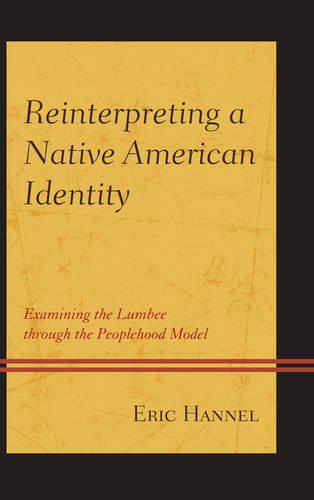 Reinterpreting a
Native American
Identity
Examining the Lumbee
through the Peoplehood Model
Eric Hannel